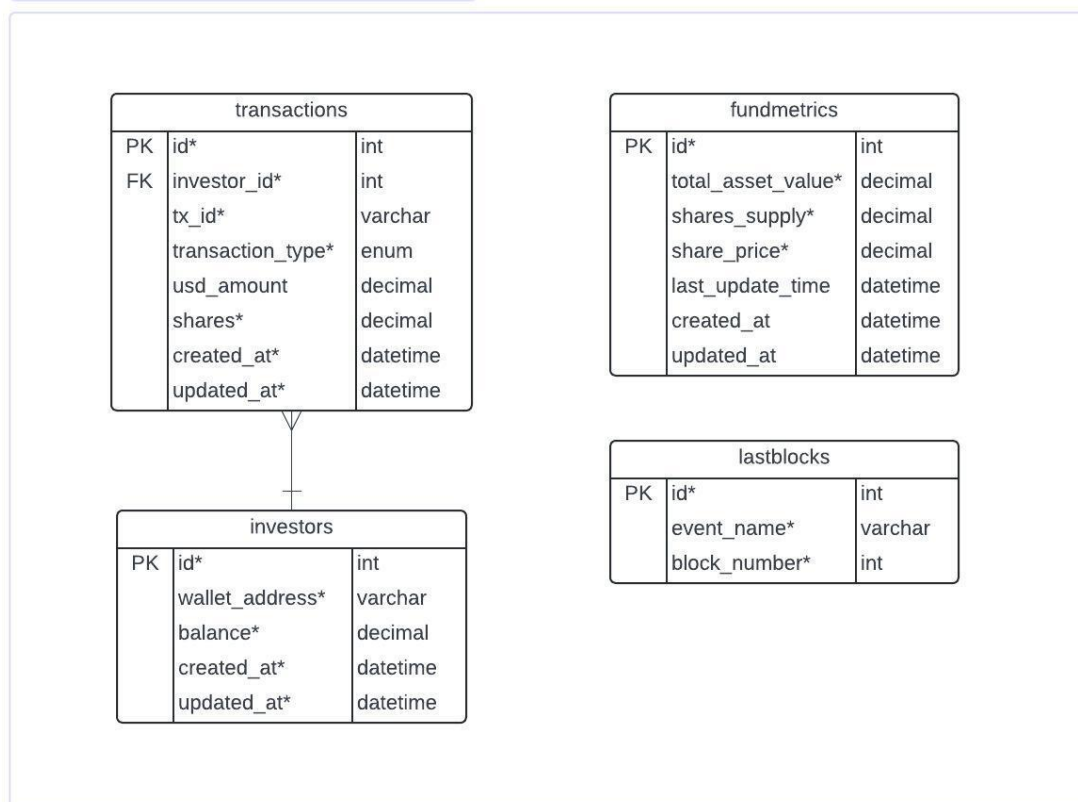 transactions
PK id* int
FK investor_id* int
tx_id* varchar
transaction_type* enum
usd_amount decimal
shares* decimal
created_at* datetime
updated_at* datetime
investors
PK id* int
wallet_address* varchar
balance* decimal
created_at* datetime
updated_at* datetime
fundmetrics
PK id* int
total_asset_value* decimal
shares_supply* decimal
share_price* decimal
last_update_time datetime
created_at datetime
updated_at datetime
lastblocks
PK id* int
event_name* varchar
block_number* int